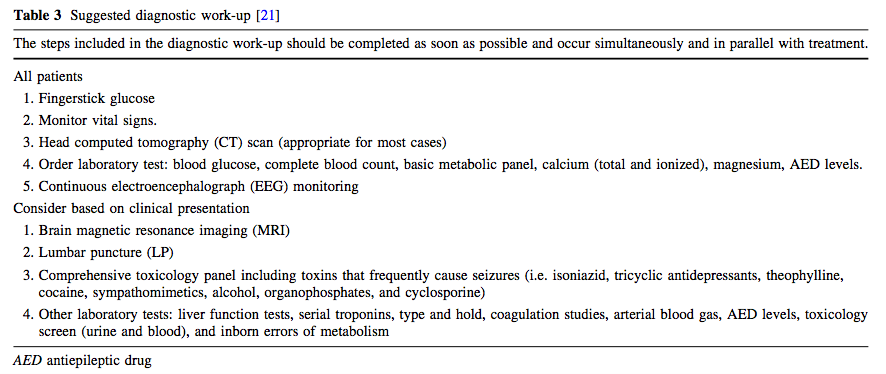 Table 3 Suggested diagnostic work-up [21]
The steps included in the diagnostic work-up should be completed as soon as possible and occur simultaneously and in parallel with treatment.
All patients
1. Fingerstick glucose
2. Monitor vital signs.
3. Head computed tomography (CT) scan (appropriate for most cases)
4. Order laboratory test: blood glucose, complete blood count, basic metabolic panel, calcium (total and ionized), magnesium, AED levels.
5. Continuous electroencephalograph (EEG) monitoring
Consider based on clinical presentation
1. Brain magnetic resonance imaging (MRI)
2. Lumbar puncture (LP)
3. Comprehensive toxicology panel including toxins that frequently cause seizures (i.e. isoniazid, tricyclic antidepressants, theophylline,
cocaine, sympathomimetics, alcohol, organophosphates, and cyclosporine)
4. Other laboratory tests: liver function tests, serial troponins, type and hold, coagulation studies, arterial blood gas, AED levels, toxicology
screen (urine and blood), and inborn errors of metabolism
AED antiepileptic drug